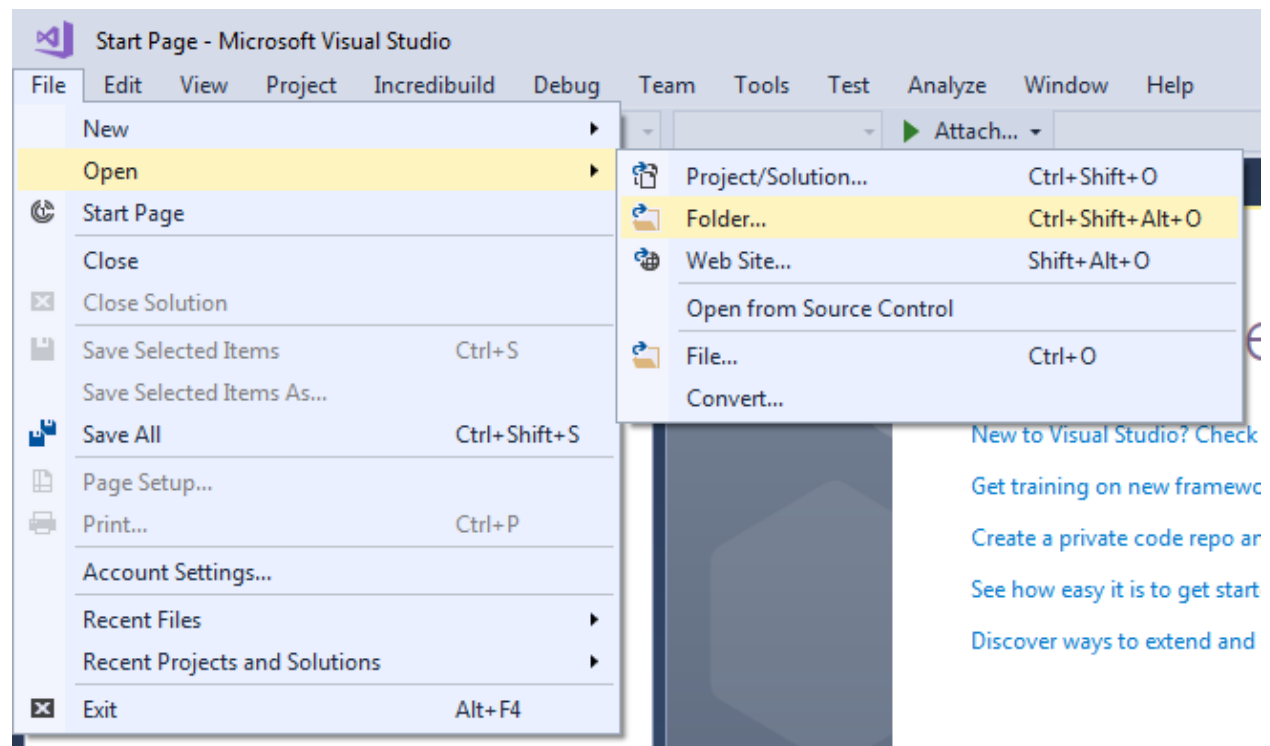 Start Page - Microsoft Visual Studio
File Edit View Project Incredibuild Debug Team Tools Test Analyze Window Help
Attach...
New
Open
Start Page
Close
Close Solution
Save Selected Items Ctrl+S
Save Selected Items As...
Save All Ctrl+Shift+S
Page Setup...
Print... Ctrl+P
Account Settings...
Recent Files
Recent Projects and Solutions
Exit Alt+F4
Project/Solution... Ctrl+Shift+O
Folder... Ctrl+Shift+Alt+O
Web Site... Shift+Alt+O
Open from Source Control
File... Ctrl+O
Convert...
New to Visual Studio? Check
Get training on new
Create a private code repo
See how easy it is to get
Discover ways to extend and